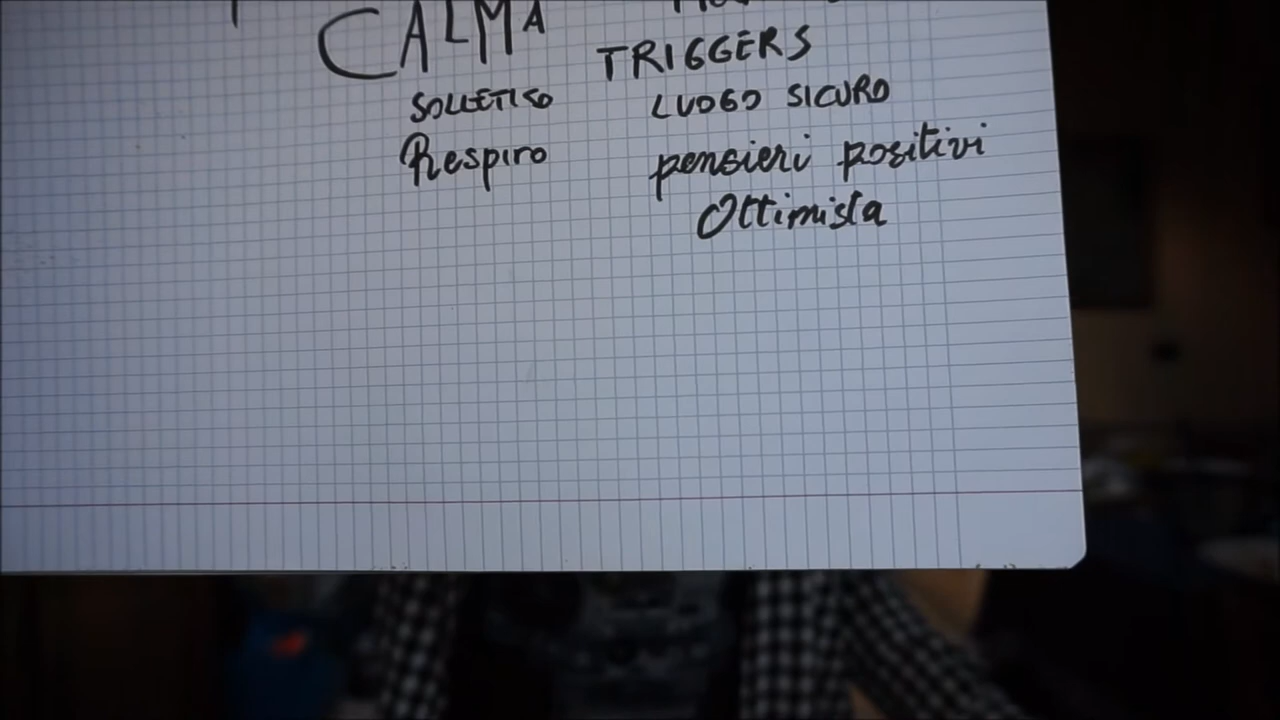 CALMA
TRIGGERS
SOLLETICO
LUOGO SICURO
Respiro
pensieri positivi
Ottimista